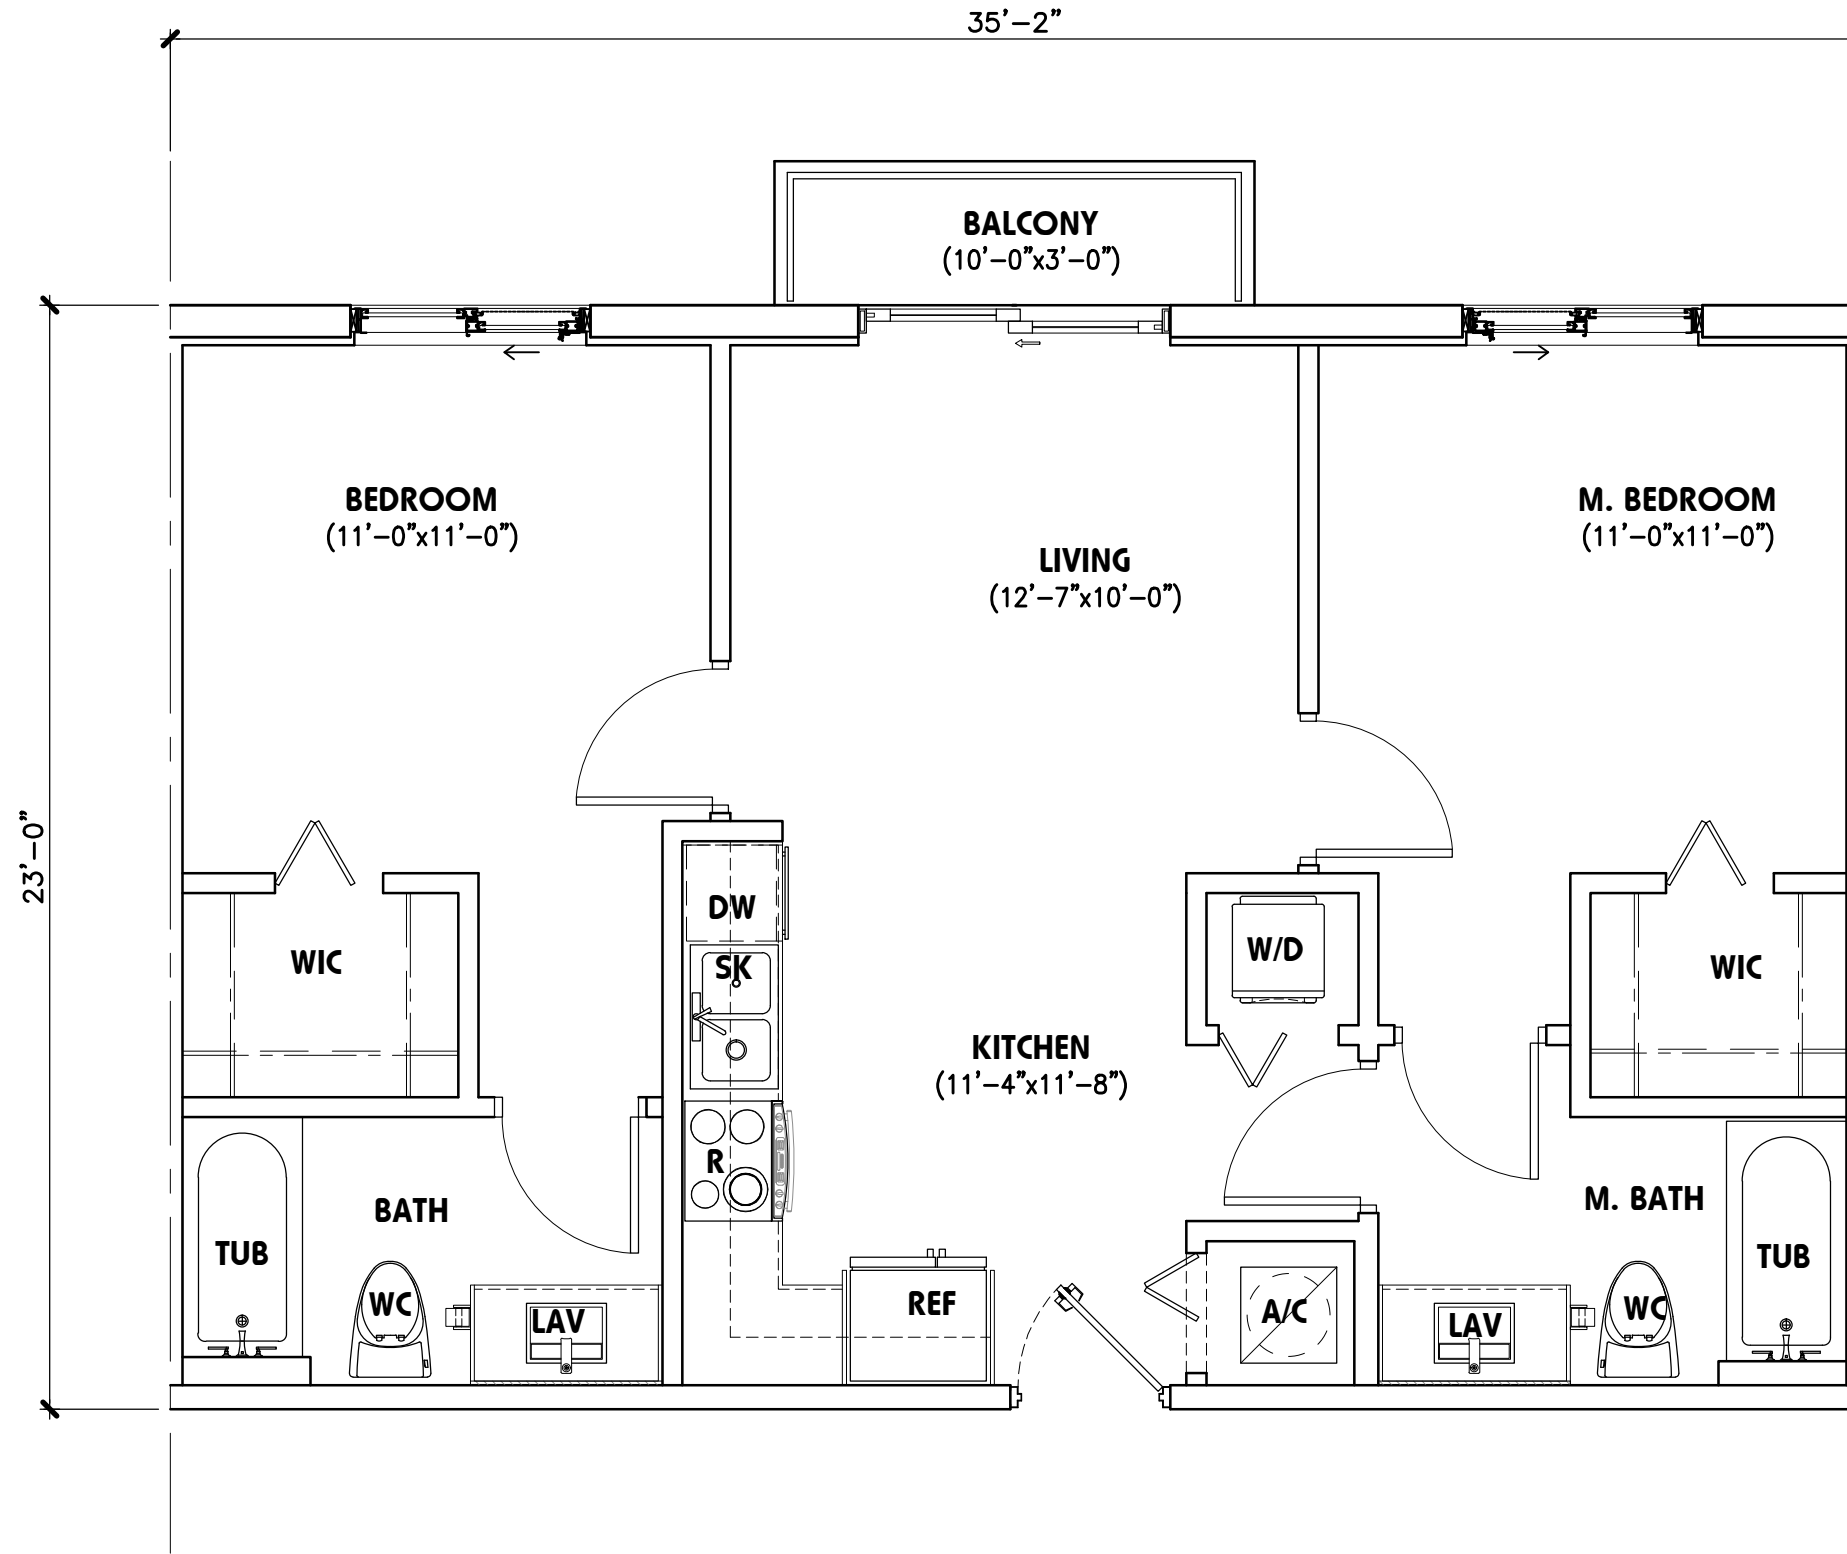 35'-2"
BALCONY
(10'-0"x3'-0")
BEDROOM
(11'-0"x11'-0")
M. BEDROOM
(11'-0"x11'-0")
LIVING
(12'-7"x10'-0")
23'-0"
DW
WIC
SK
W/D
WIC
KITCHEN
(11'-4"x11'-8")
R
BATH
M. BATH
TUB
TUB
WC
LAV
REF
A/C
LAV
WC